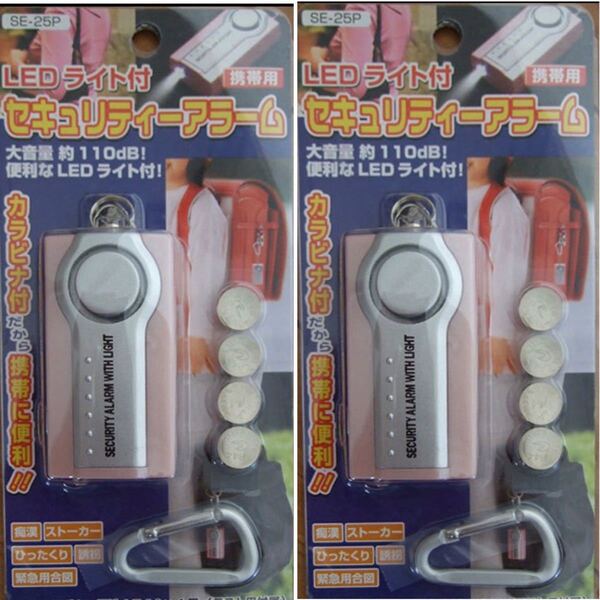 SE-25P
LED ライト付
携帯用
セキュリティーアラーム
大音量 約110dB!
便利なLEDライト付!
カラビナ付だから携帯に便利!!
SECURITY ALARM WITH LIGHT
痴漢 ストーカー
ひったくり 誘拐
緊急用合図
SE-25P
LED ライト付
携帯用
セキュリティーアラーム
大音量 約110dB!
便利なLEDライト付!
カラビナ付だから携帯に便利!!
SECURITY ALARM WITH LIGHT
痴漢 ストーカー
ひったくり 誘拐
緊急用合図